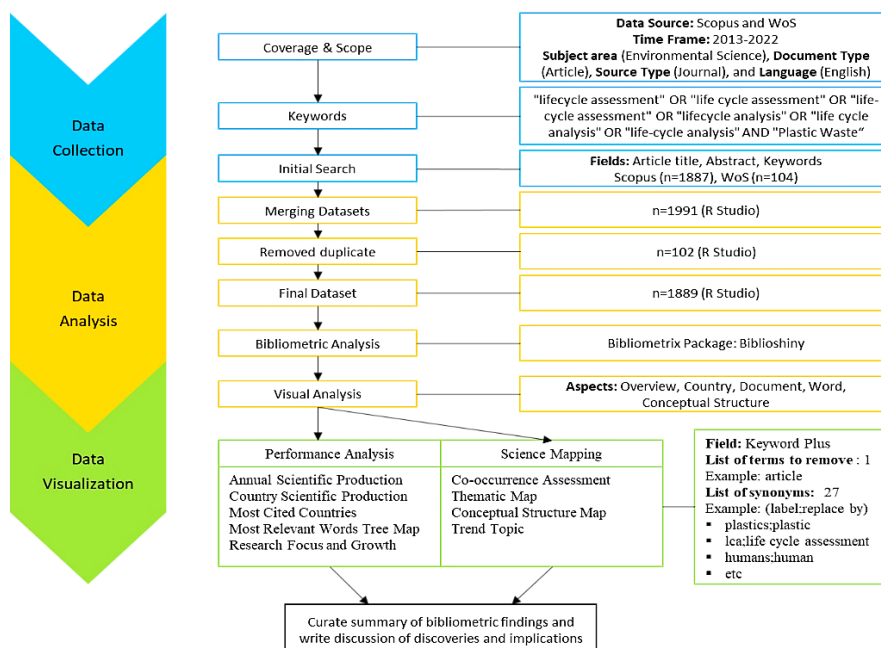 Data
Collection
Data
Analysis
Data
Visualization
Coverage & Scope
Data Source: Scopus and WoS
Time Frame: 2013-2022
Subject area (Environmental Science), Document Type
(Article), Source Type (Journal), and Language (English)
Keywords
"lifecycle assessment" OR "life cycle assessment" OR "life-
cycle assessment" OR "lifecycle analysis" OR "life cycle
analysis" OR "life-cycle analysis" AND "Plastic Waste“
Initial Search
Fields: Article title, Abstract, Keywords
Scopus (n=1887), WoS (n=104)
Merging Datasets
n=1991 (R Studio)
Removed duplicate
n=102 (R Studio)
Final Dataset
n=1889 (R Studio)
Bibliometric Analysis
Bibliometrix Package: Biblioshiny
Visual Analysis
Aspects: Overview, Country, Document, Word,
Conceptual Structure
Performance Analysis
Annual Scientific Production
Country Scientific Production
Most Cited Countries
Most Relevant Words Tree Map
Research Focus and Growth
Science Mapping
Co-occurrence Assessment
Thematic Map
Conceptual Structure Map
Trend Topic
Field: Keyword Plus
List of terms to remove : 1
Example: article
List of synonyms: 27
Example: (label;replace by)
▪ plastics;plastic
▪ lca;life cycle assessment
▪ humans;human
▪ etc
Curate summary of bibliometric findings and
write discussion of discoveries and implications